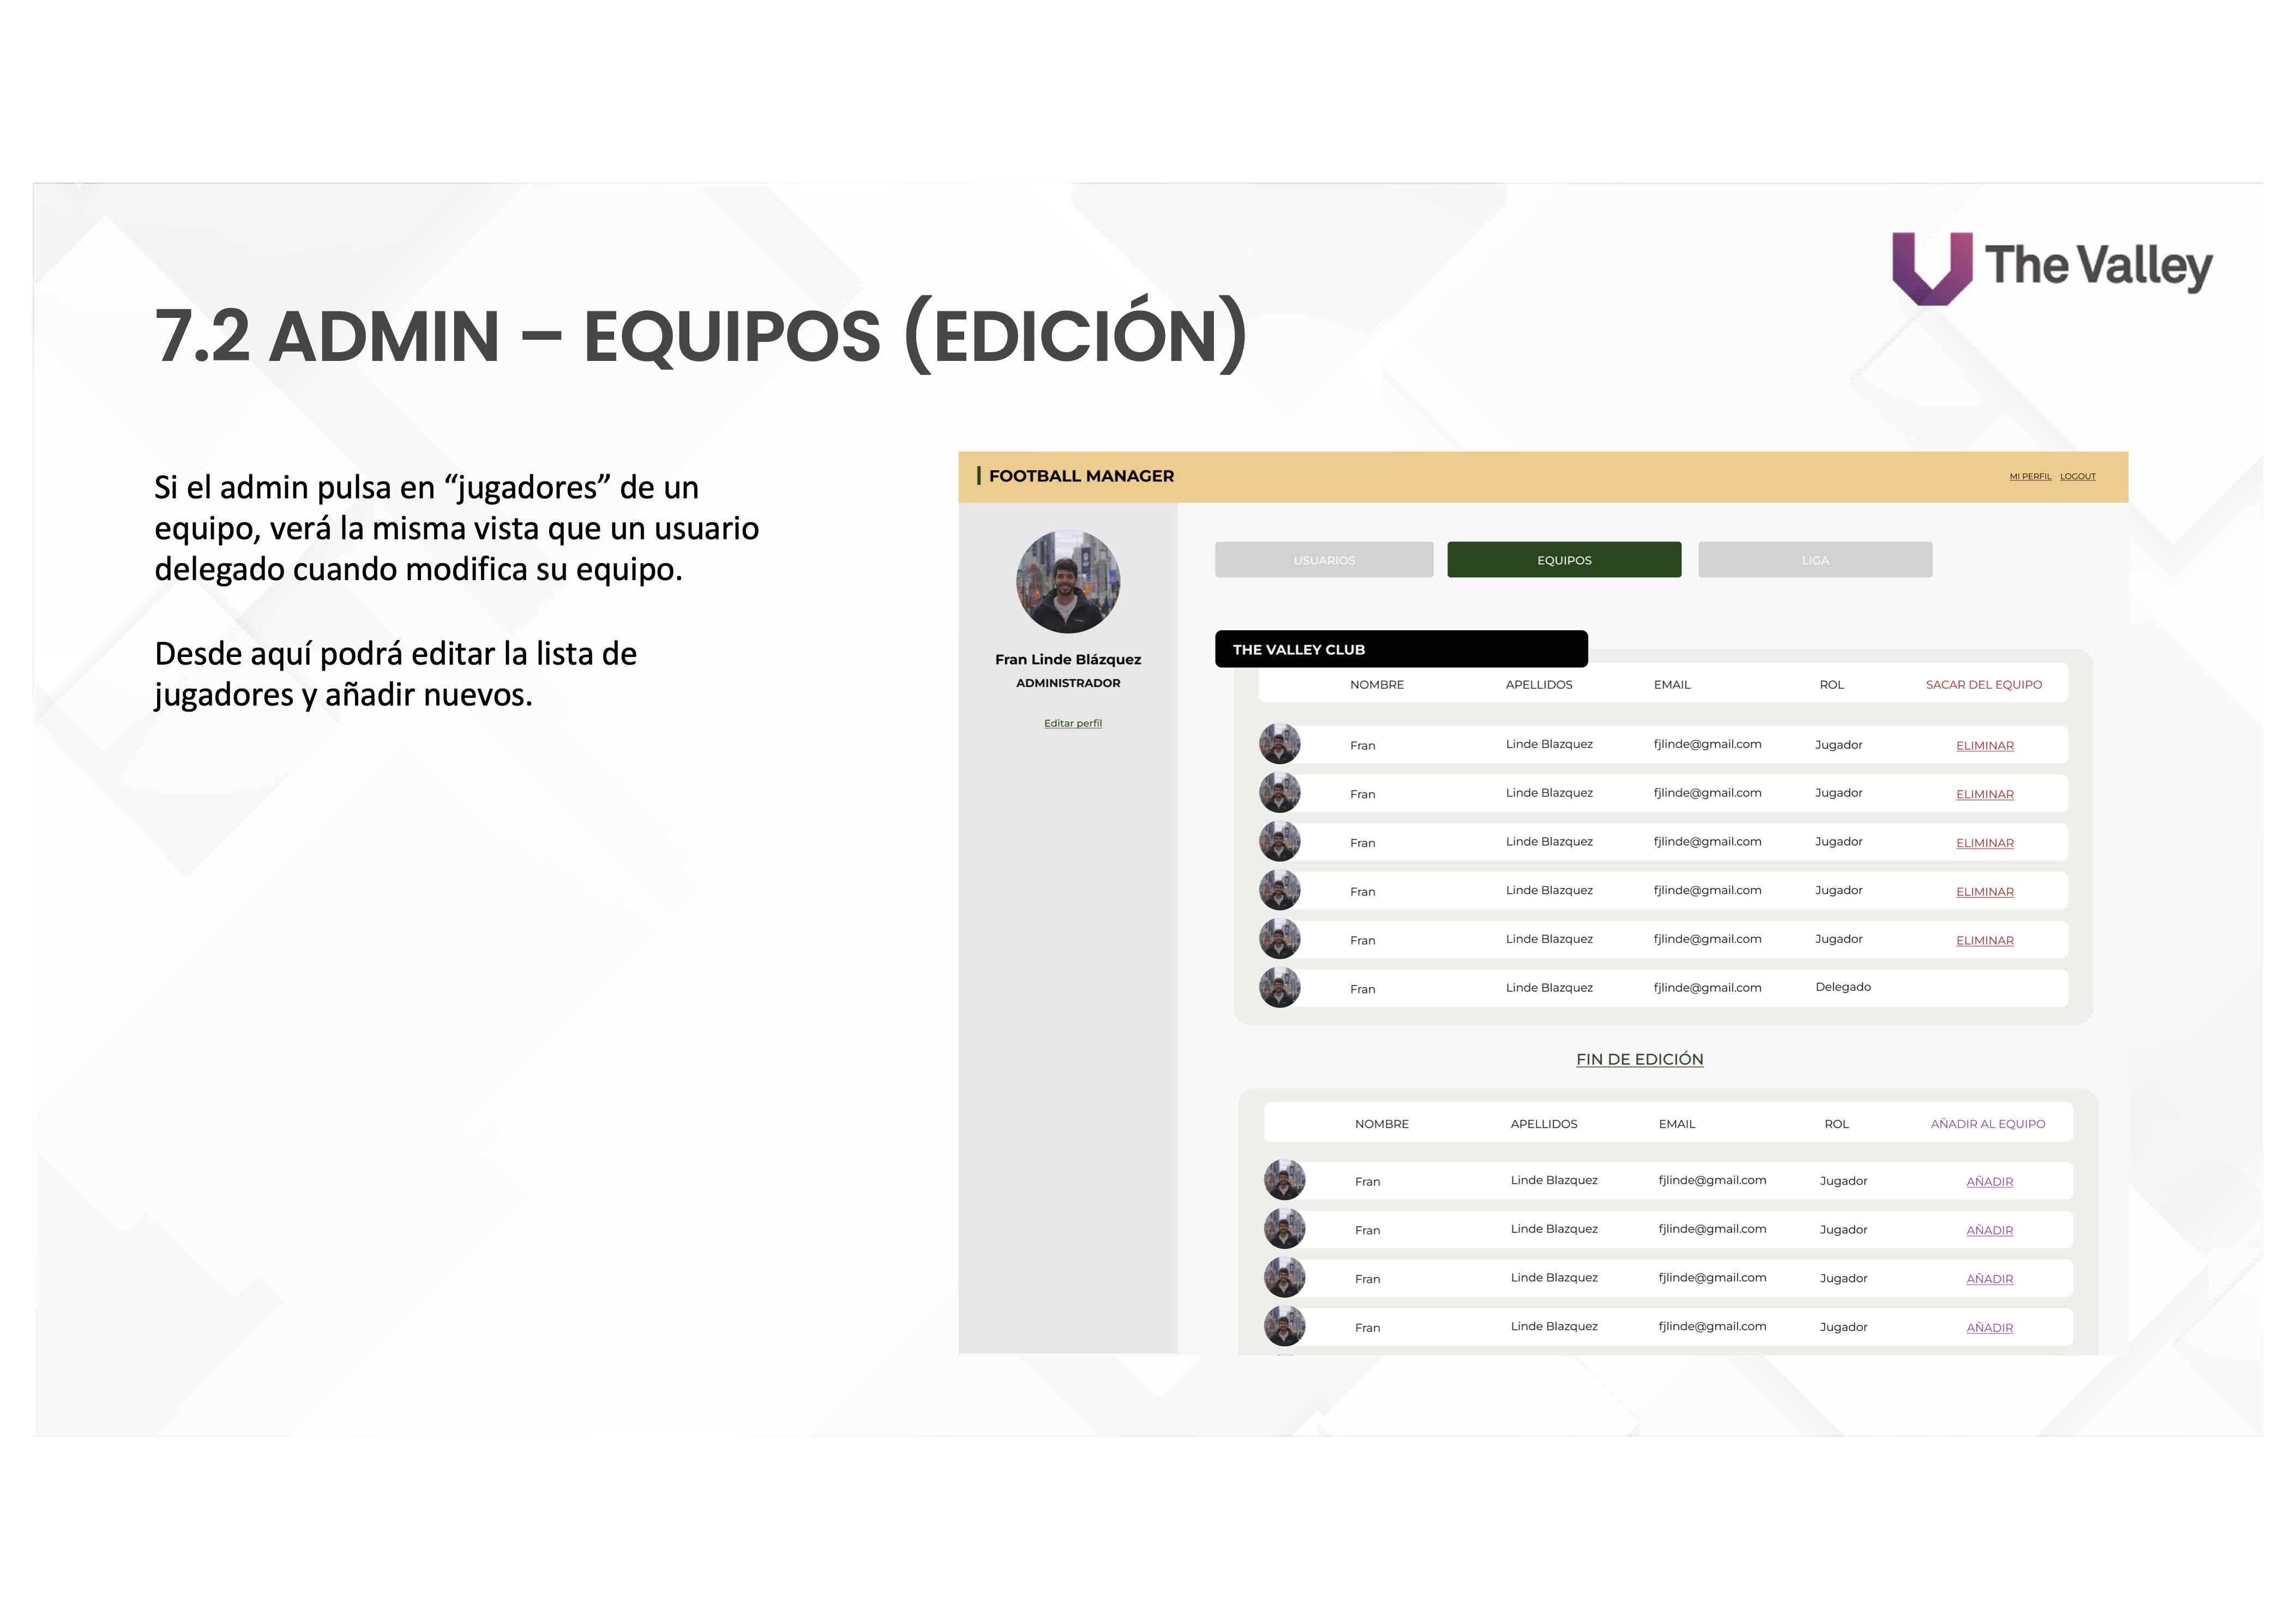 The Valley
7.2 ADMIN – EQUIPOS (EDICIÓN)
Si el admin pulsa en “jugadores” de un
equipo, verá la misma vista que un usuario
delegado cuando modifica su equipo.
Desde aquí podrá editar la lista de
jugadores y añadir nuevos.
FOOTBALL MANAGER
MI PERFIL LOGOUT
Fran Linde Blázquez
ADMINISTRADOR
Editar perfil
USUARIOS EQUIPOS LIGA
THE VALLEY CLUB
NOMBRE APELLIDOS EMAIL ROL SACAR DEL EQUIPO
Fran Linde Blazquez fjlinde@gmail.com Jugador ELIMINAR
Fran Linde Blazquez fjlinde@gmail.com Jugador ELIMINAR
Fran Linde Blazquez fjlinde@gmail.com Jugador ELIMINAR
Fran Linde Blazquez fjlinde@gmail.com Jugador ELIMINAR
Fran Linde Blazquez fjlinde@gmail.com Jugador ELIMINAR
Fran Linde Blazquez fjlinde@gmail.com Delegado
FIN DE EDICIÓN
NOMBRE APELLIDOS EMAIL ROL AÑADIR AL EQUIPO
Fran Linde Blazquez fjlinde@gmail.com Jugador AÑADIR
Fran Linde Blazquez fjlinde@gmail.com Jugador AÑADIR
Fran Linde Blazquez fjlinde@gmail.com Jugador AÑADIR
Fran Linde Blazquez fjlinde@gmail.com Jugador AÑADIR